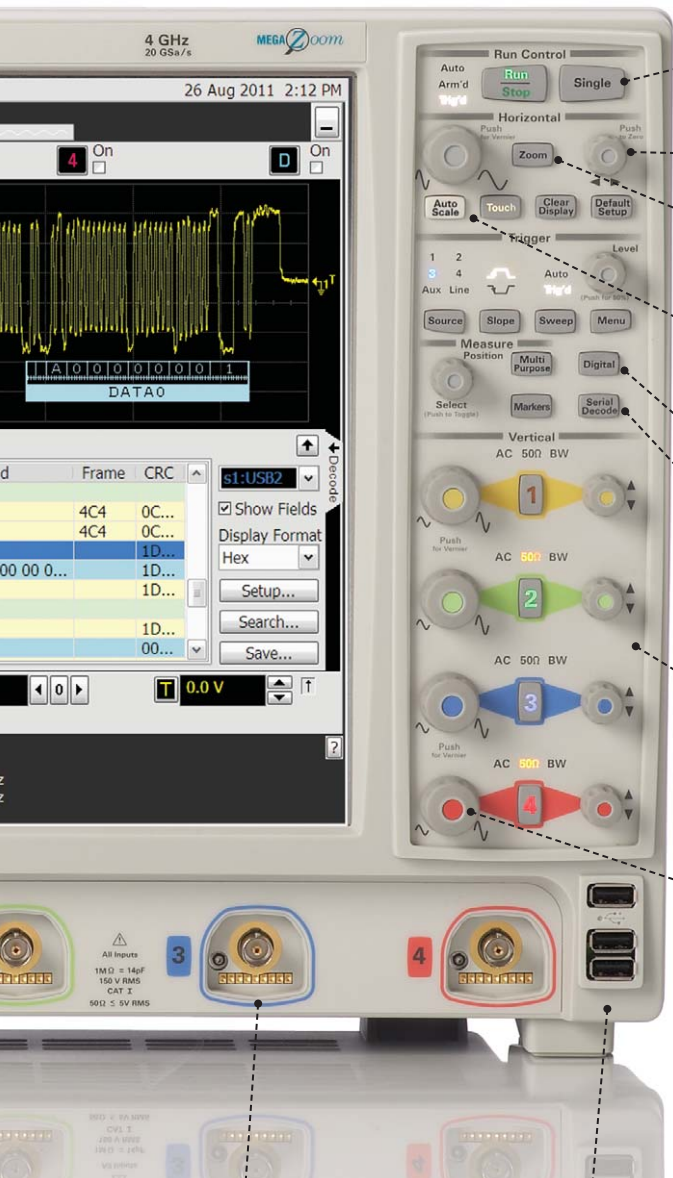 4 GHz
20 GSa/s
MEGA Zoom
26 Aug 2011 2:12 PM
4 On
D On
T
A 0 0 0 0 0 0 0 1
DATA0
Decode
d Frame CRC
s1:USB2
4C4 0C...
4C4 0C...
1D...
00 00 0... 1D...
1D...
1D...
00...
Show Fields
Display Format
Hex
Setup...
Search...
Save...
0
T 0.0 V
?
z
z
Run Control
Auto
Arm'd
Trig'd
Run
Stop
Single
Horizontal
Push
for Vernier
Zoom
Push
to Zero
Auto
Scale
Touch
Clear
Display
Default
Setup
Trigger
Level
1 2
3 4
Aux Line
Auto
Trig'd
(Push for 50%)
Source
Slope
Sweep
Menu
Measure
Position
Multi
Purpose
Digital
Select
(Push to Toggle)
Markers
Serial
Decode
Vertical
AC 50Ω BW
1
Push
for Vernier
AC 50Ω BW
2
AC 50Ω BW
3
Push
for Vernier
AC 50Ω BW
4
All Inputs
1MΩ = 14pF
150 V RMS
CAT I
50Ω ≤ 5V RMS
3
4